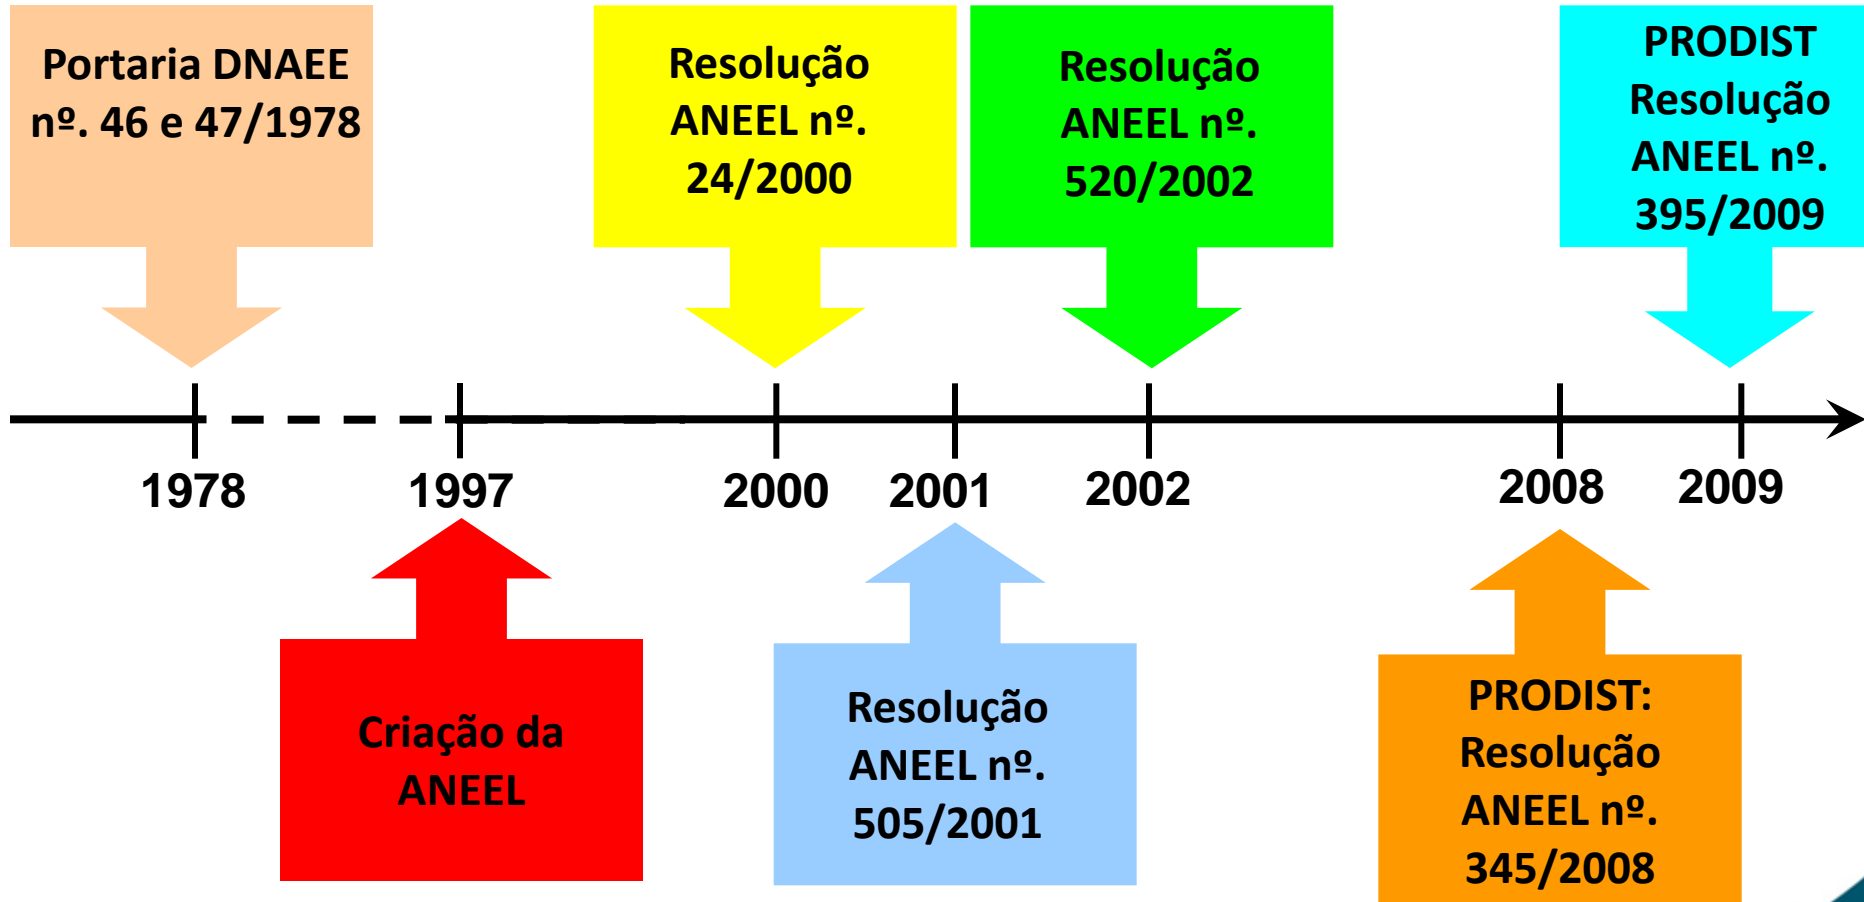 Portaria DNAEE
nº. 46 e 47/1978
Resolução
ANEEL nº.
24/2000
Resolução
ANEEL nº.
520/2002
PRODIST
Resolução
ANEEL nº.
395/2009
1978
1997
2000
2001
2002
2008
2009
Criação da
ANEEL
Resolução
ANEEL nº.
505/2001
PRODIST:
Resolução
ANEEL nº.
345/2008